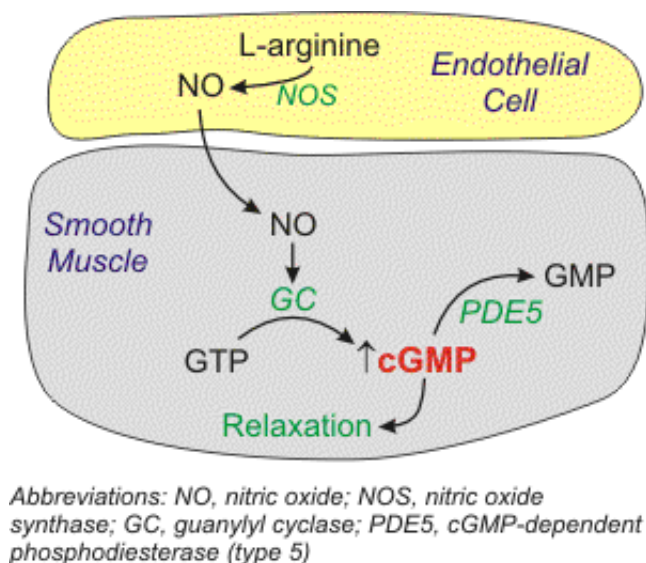 L-arginine
NO
NOS
Endothelial
Cell
Smooth
Muscle
NO
GC
GTP
↑cGMP
PDE5
GMP
Relaxation
Abbreviations: NO, nitric oxide; NOS, nitric oxide
synthase; GC, guanylyl cyclase; PDE5, cGMP-dependent
phosphodiesterase (type 5)